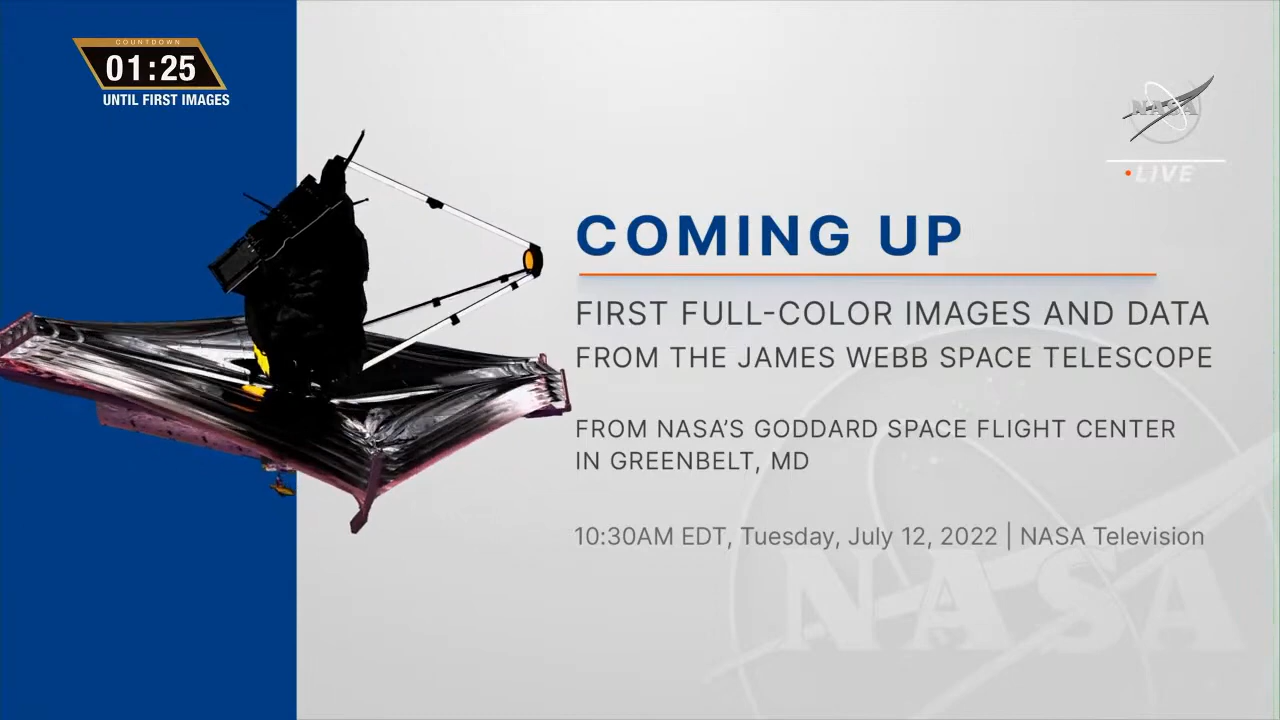 COUNTDOWN
01:25
UNTIL FIRST IMAGES
NASA
LIVE
COMING UP
FIRST FULL-COLOR IMAGES AND DATA
FROM THE JAMES WEBB SPACE TELESCOPE
FROM NASA’S GODDARD SPACE FLIGHT CENTER
IN GREENBELT, MD
10:30AM EDT, Tuesday, July 12, 2022 | NASA Television
NASA